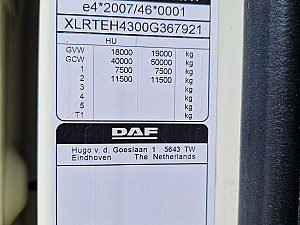 e4*2007/46*0001
XLRTEH4300G367921
HU
GVW 18000 19000 kg
GCW 40000 50000 kg
1 7500 7500 kg
2 11500 11500 kg
3 kg
4 kg
5 kg
T1 kg
DAF
Hugo v. d. Goeslaan 1 5643 TW
Eindhoven The Netherlands